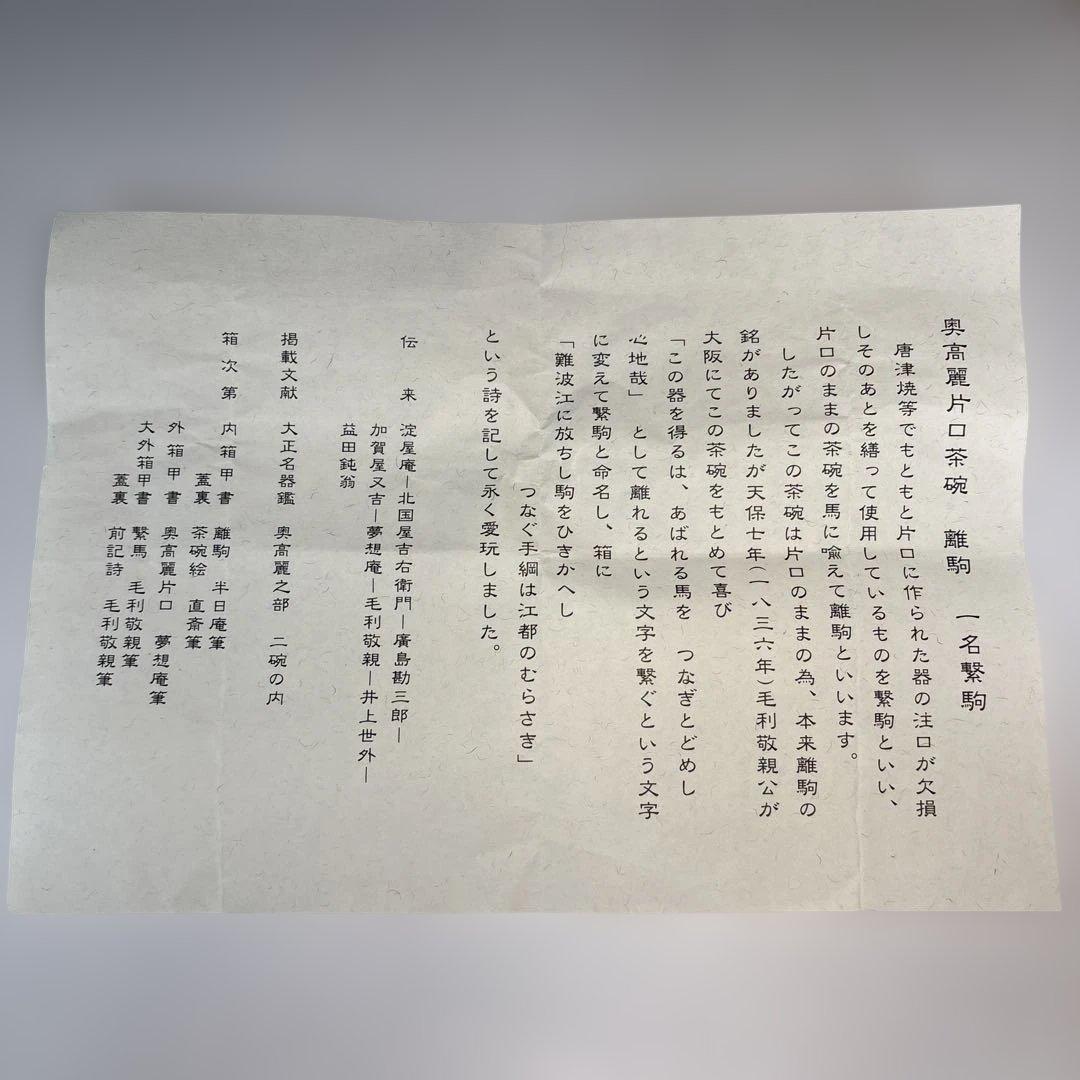 奥高麗片口茶碗　離駒　一名繋駒
唐津焼等でもともと片口に作られた器の注口が欠損
しそのあとを繕って使用しているものを繋駒といい、
片口のままの茶碗を馬に喩えて離駒といいます。
したがってこの茶碗は片口のままの為、本来離駒の
銘がありましたが天保七年（一八三六年）毛利敬親公が
大阪にてこの茶碗をもとめて喜び
「この器を得るは、あばれる馬を　つなぎとどめし
心地哉」　として離れるという文字を繋ぐという文字
に変えて繋駒と命名し、箱に
「難波江に放ちし駒をひきかへし
つなぐ手綱は江都のむらさき」
という詩を記して永く愛玩しました。
伝　来　淀屋庵ー北国屋吉右衛門ー廣島勘三郎ー
加賀屋又吉ー夢想庵ー毛利敬親ー井上世外ー
益田鈍翁
掲載文献　大正名器鑑　奥高麗之部　二碗の内
箱次第　内箱甲書　離駒　半日庵筆
蓋裏　茶碗絵　直斎筆
外箱甲書　奥高麗片口　夢想庵筆
大外箱甲書　繋馬　毛利敬親筆
蓋裏　前記詩　毛利敬親筆